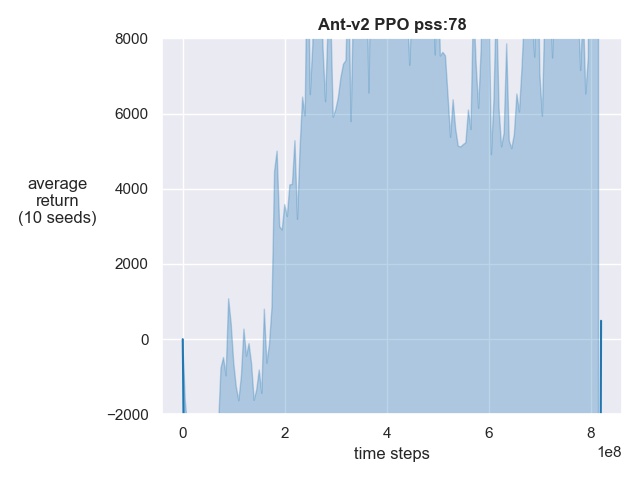 Ant-v2 PPO pss:78
8000
6000
4000
2000
0
−2000
average
return
(10 seeds)
0 2 4 6 8
1e8
time steps